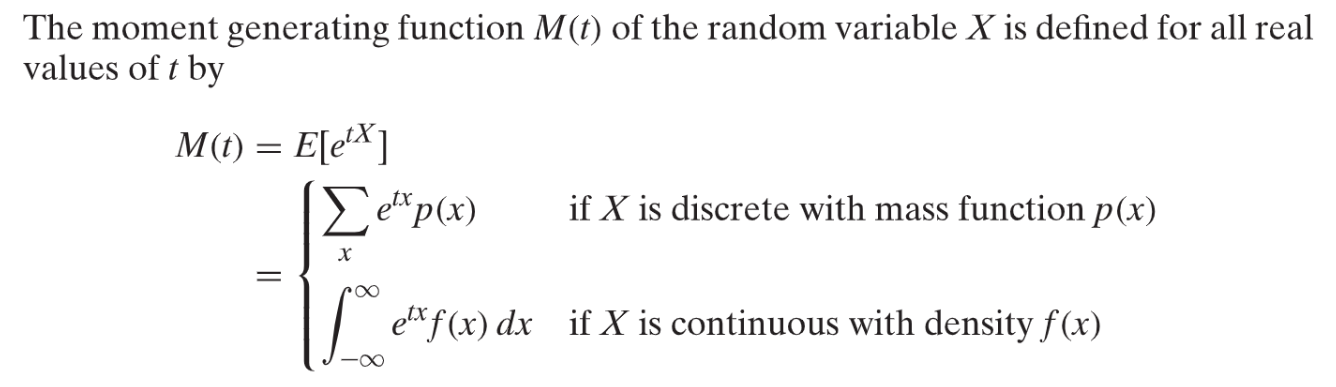 The moment generating function M(t) of the random variable X is defined for all real
values of t by
M(t) = E[e^{tX}]
= { ∑_x e^{tx} p(x) if X is discrete with mass function p(x)
∫_{-∞}^{∞} e^{tx} f(x) dx if X is continuous with density f(x)